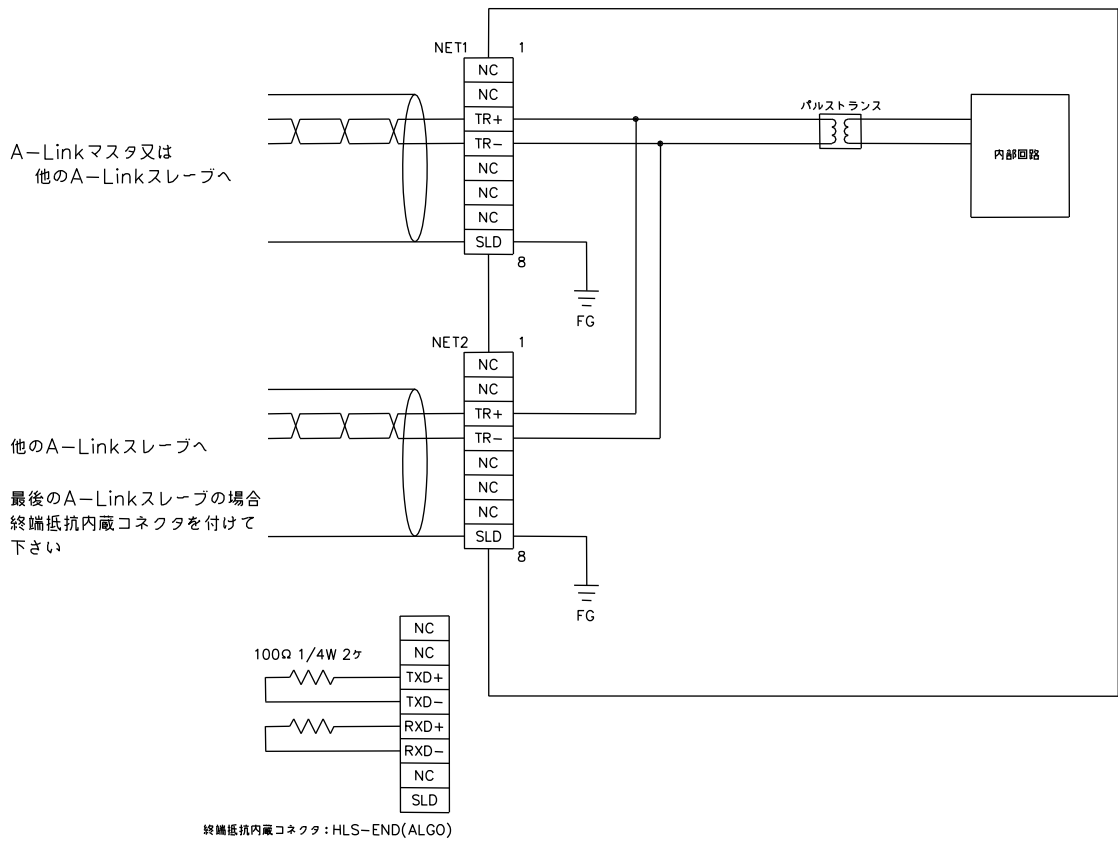 NET1 1
NC
NC
TR+
TR−
NC
NC
NC
SLD
8
FG
パルストランス
内部回路
A−Linkマスタ又は
他のA−Linkスレーブへ
NET2 1
NC
NC
TR+
TR−
NC
NC
NC
SLD
8
FG
他のA−Linkスレーブへ
最後のA−Linkスレーブの場合
終端抵抗内蔵コネクタを付けて
下さい
100Ω 1/4W 2ケ
NC
NC
TXD+
TXD−
RXD+
RXD−
NC
SLD
終端抵抗内蔵コネクタ：HLS−END(ALGO)